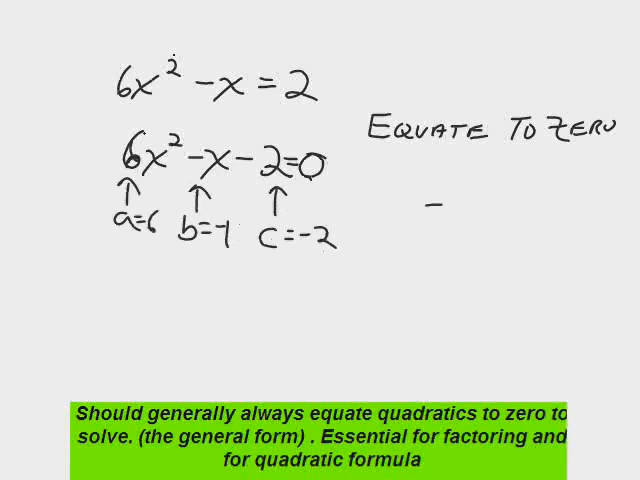 6x² - x = 2
EQUATE TO ZERO
6x² - x - 2 = 0
a=6 b=-1 c=-2
-
Should generally always equate quadratics to zero to
solve. (the general form) . Essential for factoring and
for quadratic formula